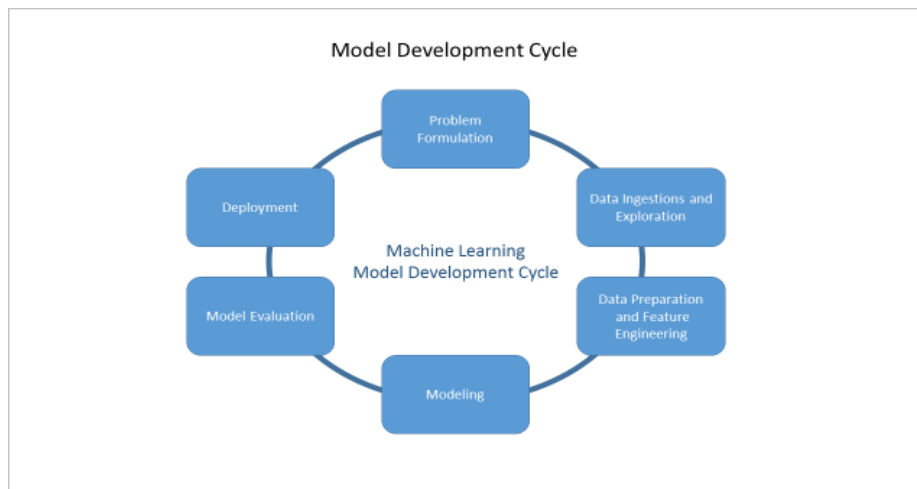 Model Development Cycle
Problem
Formulation
Data Ingestions and
Exploration
Data Preparation
and Feature
Engineering
Modeling
Model Evaluation
Deployment
Machine Learning
Model Development Cycle